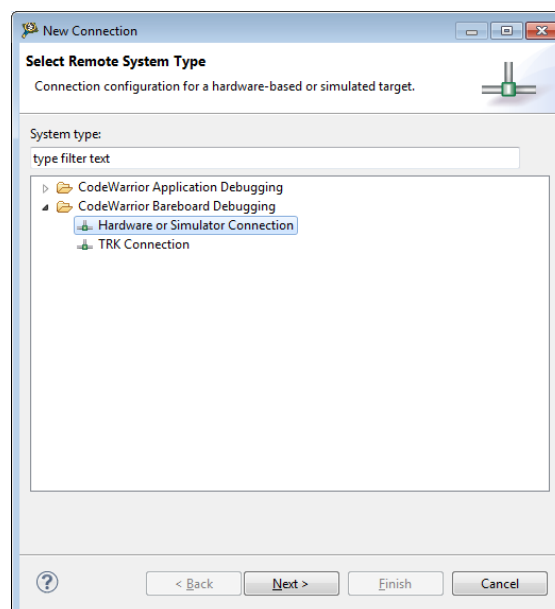 New Connection
Select Remote System Type
Connection configuration for a hardware-based or simulated target.
System type:
type filter text
CodeWarrior Application Debugging
CodeWarrior Bareboard Debugging
Hardware or Simulator Connection
TRK Connection
?
< Back
Next >
Finish
Cancel